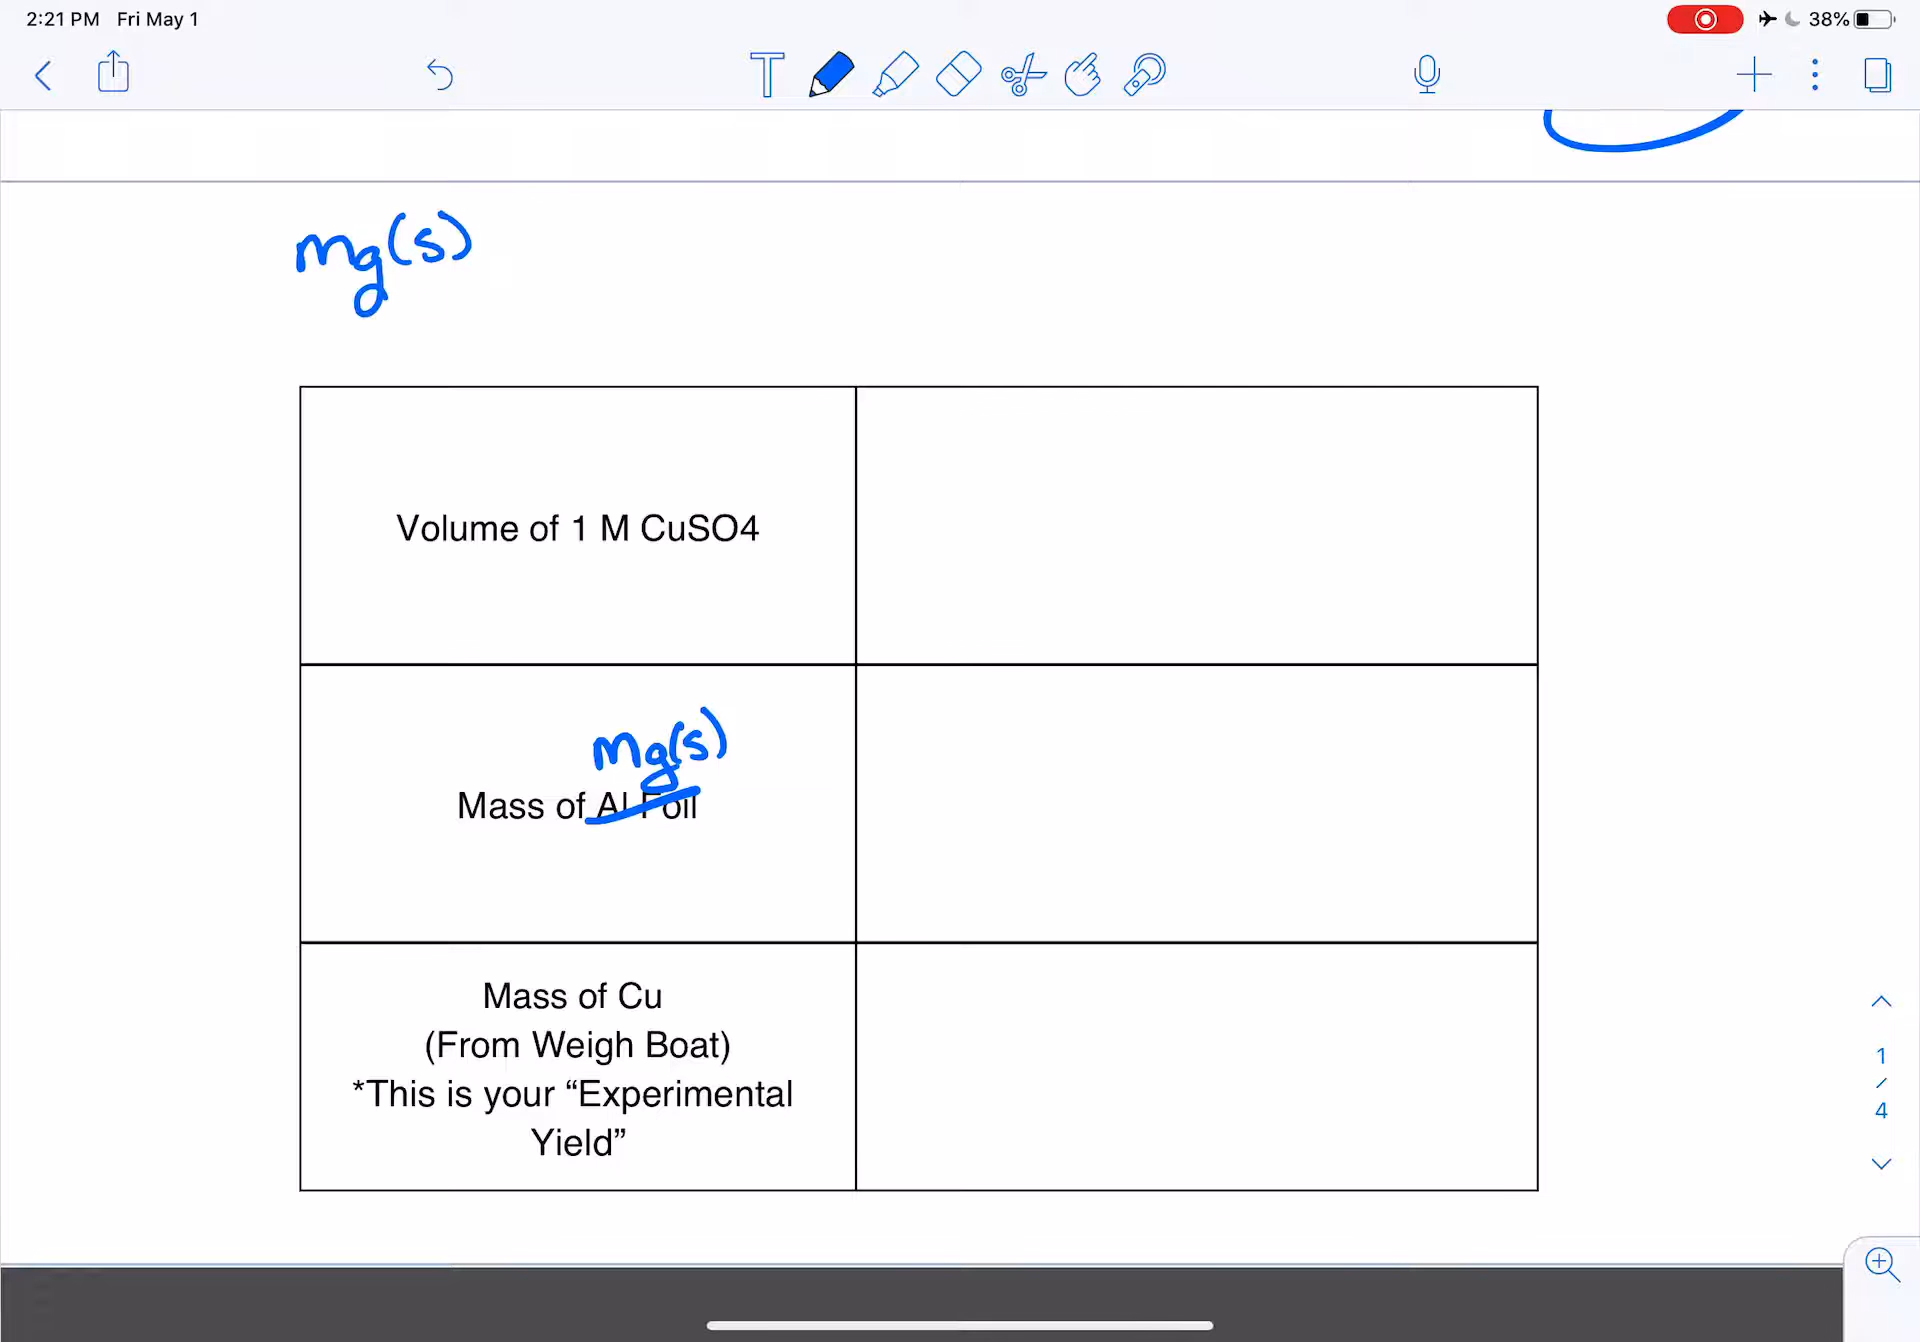 2:21 PM Fri May 1
38%
T
mg(s)
Volume of 1 M CuSO4
mg(s)
Mass of Al Foil
Mass of Cu
(From Weigh Boat)
*This is your “Experimental
Yield”
1
/
4